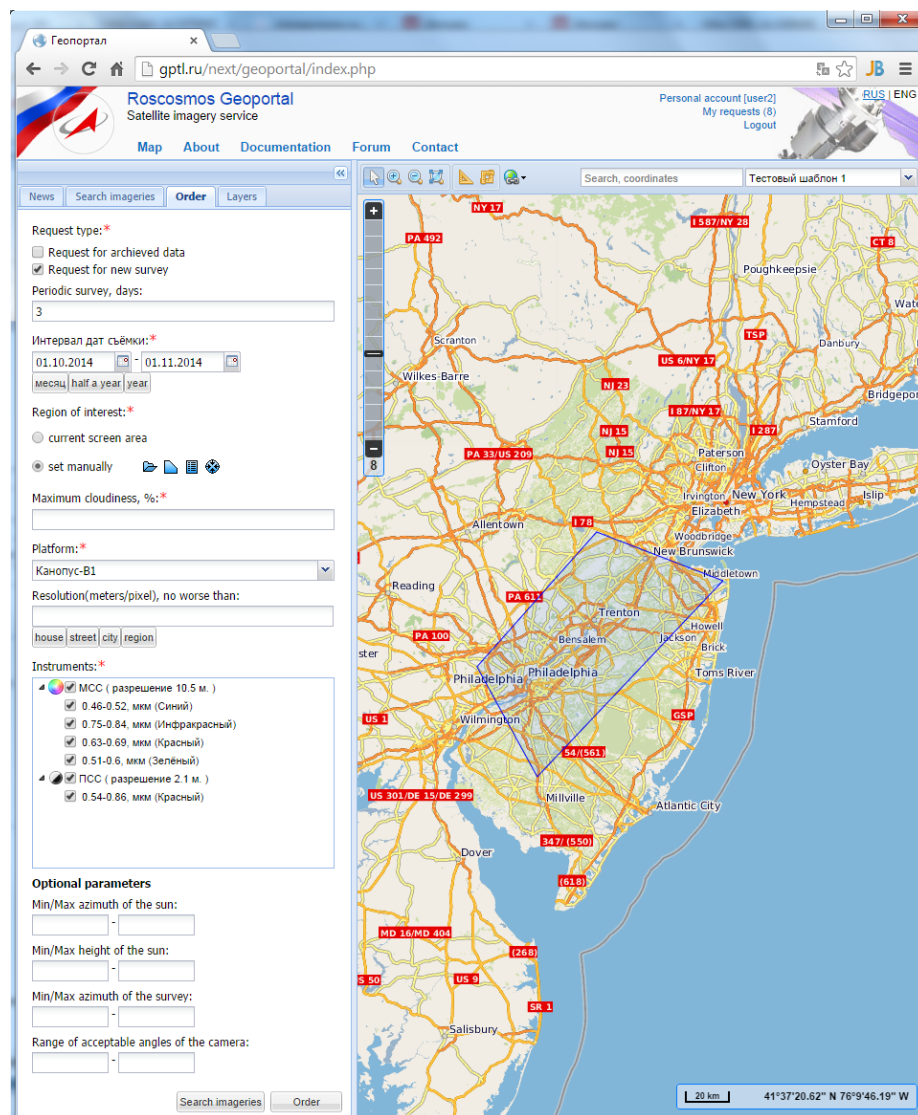 Геопортал
gptl.ru/next/geoportal/index.php
JB
Roscosmos Geoportal
Satellite imagery service
Personal account [user2]
My requests (8)
Logout
RUS | ENG
Map About Documentation Forum Contact
News Search imageries Order Layers
Search, coordinates
Тестовый шаблон 1
Request type:*
Request for archieved data
Request for new survey
Periodic survey, days:
3
Интервал дат съёмки:*
01.10.2014 - 01.11.2014
месяц half a year year
Region of interest:*
current screen area
set manually
Maximum cloudiness, %:*
Platform:*
Канопус-В1
Resolution(meters/pixel), no worse than:
house street city region
Instruments:*
МСС ( разрешение 10.5 м. )
0.46-0.52, мкм (Синий)
0.75-0.84, мкм (Инфракрасный)
0.63-0.69, мкм (Красный)
0.51-0.6, мкм (Зелёный)
ПСС ( разрешение 2.1 м. )
0.54-0.86, мкм (Красный)
Optional parameters
Min/Max azimuth of the sun:
-
Min/Max height of the sun:
-
Min/Max azimuth of the survey:
-
Range of acceptable angles of the camera:
-
Search imageries Order
8
NY 17
I 587/NY 28
PA 492
CT 8
Poughkeepsie
Wate
TSP
Danbury
Scranton
US 6/NY 17
Wilkes-Barre
NJ 23
Bridgepor
I 87/NY 17
Stamford
NJ 15
I 287
PA 33/US 209
NJ 15
Paterson
Clifton
Oyster Bay
Irvington
New York
Hempstead
Islip
Elizabeth
Allentown
I 78
Woodbridge
New Brunswick
Middletown
Reading
PA 611
Trenton
Howell
PA 100
Bensalem
Jackson
Brick
ster
Philadelphia
Philadelphia
Toms River
US 1
Wilmington
GSP
54/(561)
US 301/DE 15/DE 299
Millville
Atlantic City
347/ (550)
Dover
(618)
MD 16/MD 404
(268)
S 50
US 9
SR 1
Salisbury
20 km
41°37'20.62" N 76°9'46.19" W